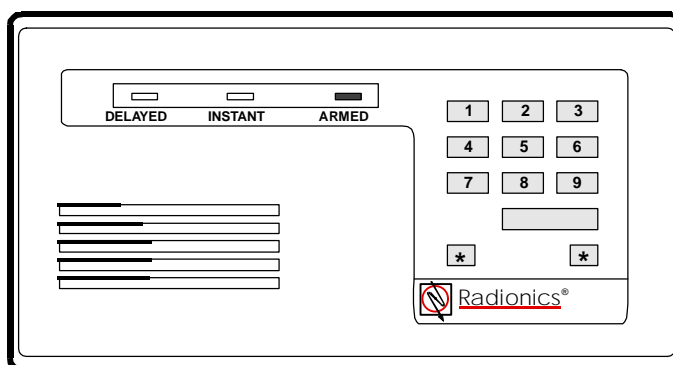 DELAYED INSTANT ARMED
1 2 3
4 5 6
7 8 9
* *
Radionics®